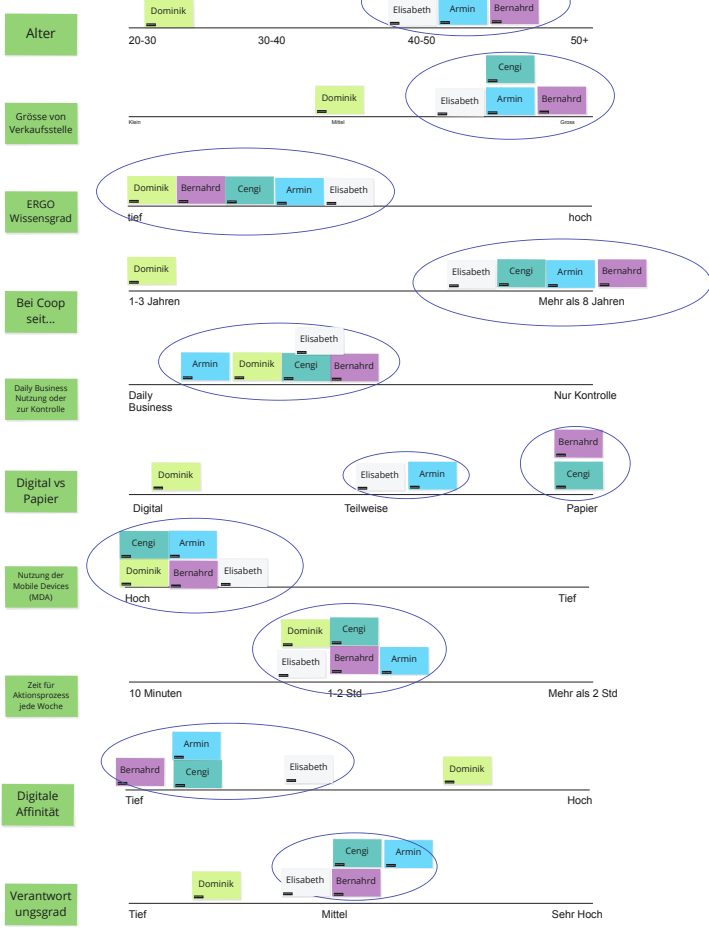 Alter
Dominik
Elisabeth
Armin
Bernahrd
20-30
30-40
40-50
50+
Grösse von
Verkaufsstelle
Cengi
Dominik
Elisabeth
Armin
Bernahrd
Klein
Mittel
Gross
ERGO
Wissensgrad
Dominik
Bernahrd
Cengi
Armin
Elisabeth
tief
hoch
Bei Coop
seit...
Dominik
Elisabeth
Cengi
Armin
Bernahrd
1-3 Jahren
Mehr als 8 Jahren
Daily Business
Nutzung oder
zur Kontrolle
Elisabeth
Armin
Dominik
Cengi
Bernahrd
Daily
Business
Nur Kontrolle
Digital vs
Papier
Bernahrd
Dominik
Elisabeth
Armin
Cengi
Digital
Teilweise
Papier
Nutzung der
Mobile Devices
(MDA)
Cengi
Armin
Dominik
Bernahrd
Elisabeth
Hoch
Tief
Zeit für
Aktionsprozess
jede Woche
Dominik
Cengi
Elisabeth
Bernahrd
Armin
10 Minuten
1-2 Std
Mehr als 2 Std
Digitale
Affinität
Armin
Bernahrd
Cengi
Elisabeth
Dominik
Tief
Hoch
Verantwort
ungsgrad
Cengi
Armin
Dominik
Elisabeth
Bernahrd
Tief
Mittel
Sehr Hoch